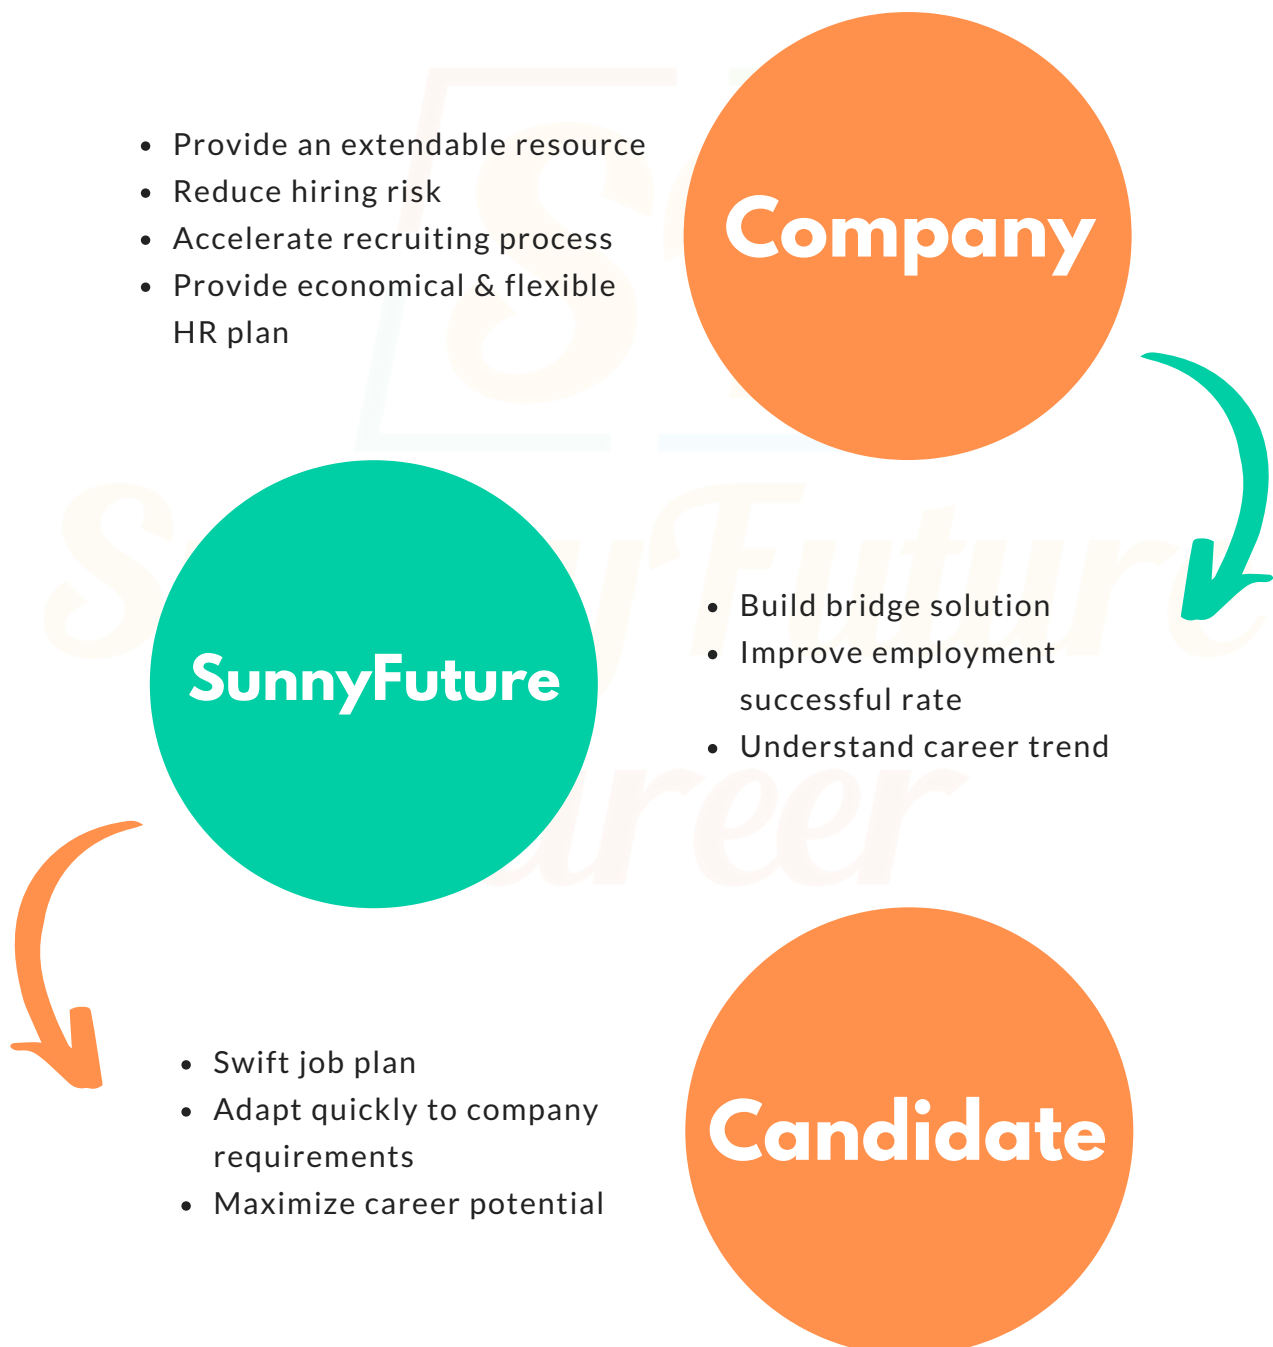 • Provide an extendable resource
• Reduce hiring risk
• Accelerate recruiting process
• Provide economical & flexible
HR plan
Company
SunnyFuture
• Build bridge solution
• Improve employment
successful rate
• Understand career trend
• Swift job plan
• Adapt quickly to company
requirements
• Maximize career potential
Candidate